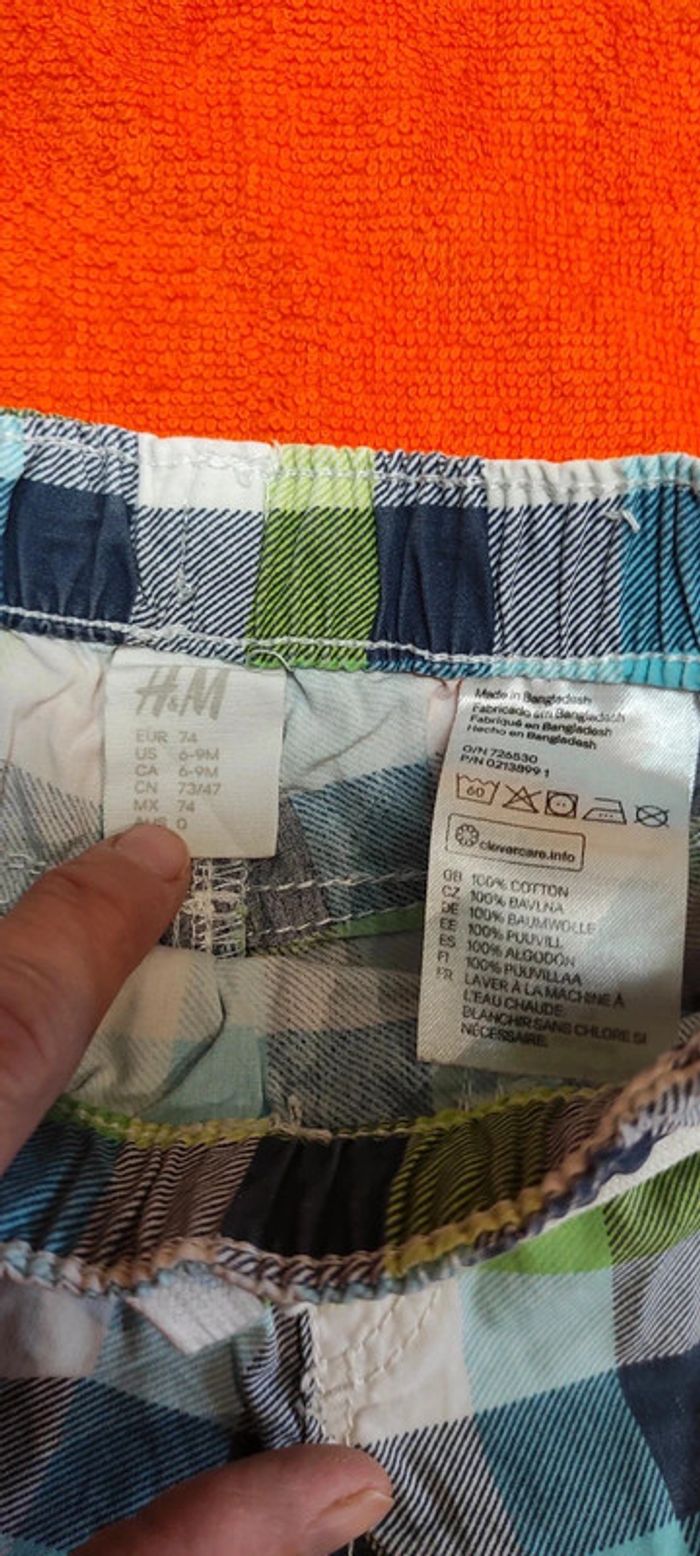 H&M
EUR 74
US 6-9M
CA 6-9M
CN 73/47
MX 74
AUS 0
Made in Bangladesh
Fabricado em Bangladesh
Fabriqué en Bangladesh
Hecho en Bangladesh
O/N 726530
P/N 0213899 1
60
clevercare.info
GB 100% COTTON
CZ 100% BAVLNA
DE 100% BAUMWOLLE
EE 100% PUUVILL
ES 100% ALGODÓN
FI 100% PUUVILLAA
FR LAVER À LA MACHINE À
L'EAU CHAUDE.
BLANCHIR SANS CHLORE SI
NÉCESSAIRE.